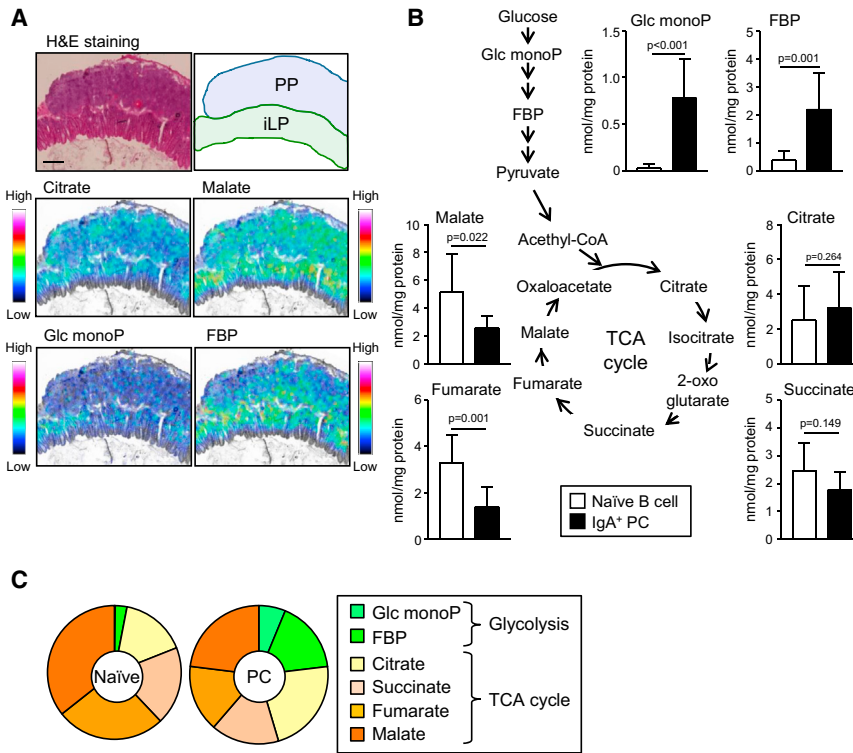 A
H&E staining
PP
iLP
Citrate
Malate
High
Low
High
Low
Glc monoP
FBP
High
Low
High
Low
B
Glucose
Glc monoP
FBP
Pyruvate
Acetyl-CoA
Oxaloacetate
Citrate
Malate
TCA
cycle
Isocitrate
Fumarate
2-oxo
glutarate
Succinate
Glc monoP
p<0.001
nmol/mg protein
1.5
1.0
0.5
0
FBP
p=0.001
nmol/mg protein
5
4
3
2
1
0
Malate
p=0.022
nmol/mg protein
10
8
6
4
2
0
Citrate
p=0.264
nmol/mg protein
8
6
4
2
0
Fumarate
p=0.001
nmol/mg protein
6
4
2
0
Succinate
p=0.149
nmol/mg protein
5
4
3
2
1
0
Naïve B cell
IgA⁺ PC
C
Naïve
PC
Glc monoP
FBP
Glycolysis
Citrate
Succinate
Fumarate
Malate
TCA cycle